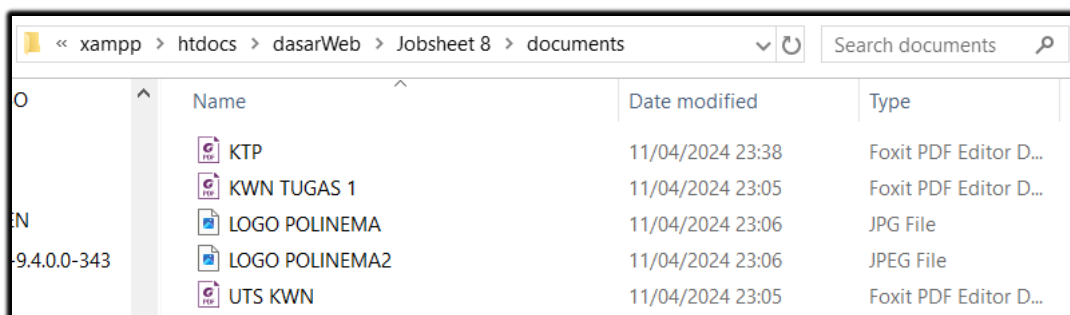 « xampp > htdocs > dasarWeb > Jobsheet 8 > documents Search documents
O Name Date modified Type
KTP 11/04/2024 23:38 Foxit PDF Editor D...
KWN TUGAS 1 11/04/2024 23:05 Foxit PDF Editor D...
EN LOGO POLINEMA 11/04/2024 23:06 JPG File
-9.4.0.0-343 LOGO POLINEMA2 11/04/2024 23:06 JPEG File
UTS KWN 11/04/2024 23:05 Foxit PDF Editor D...